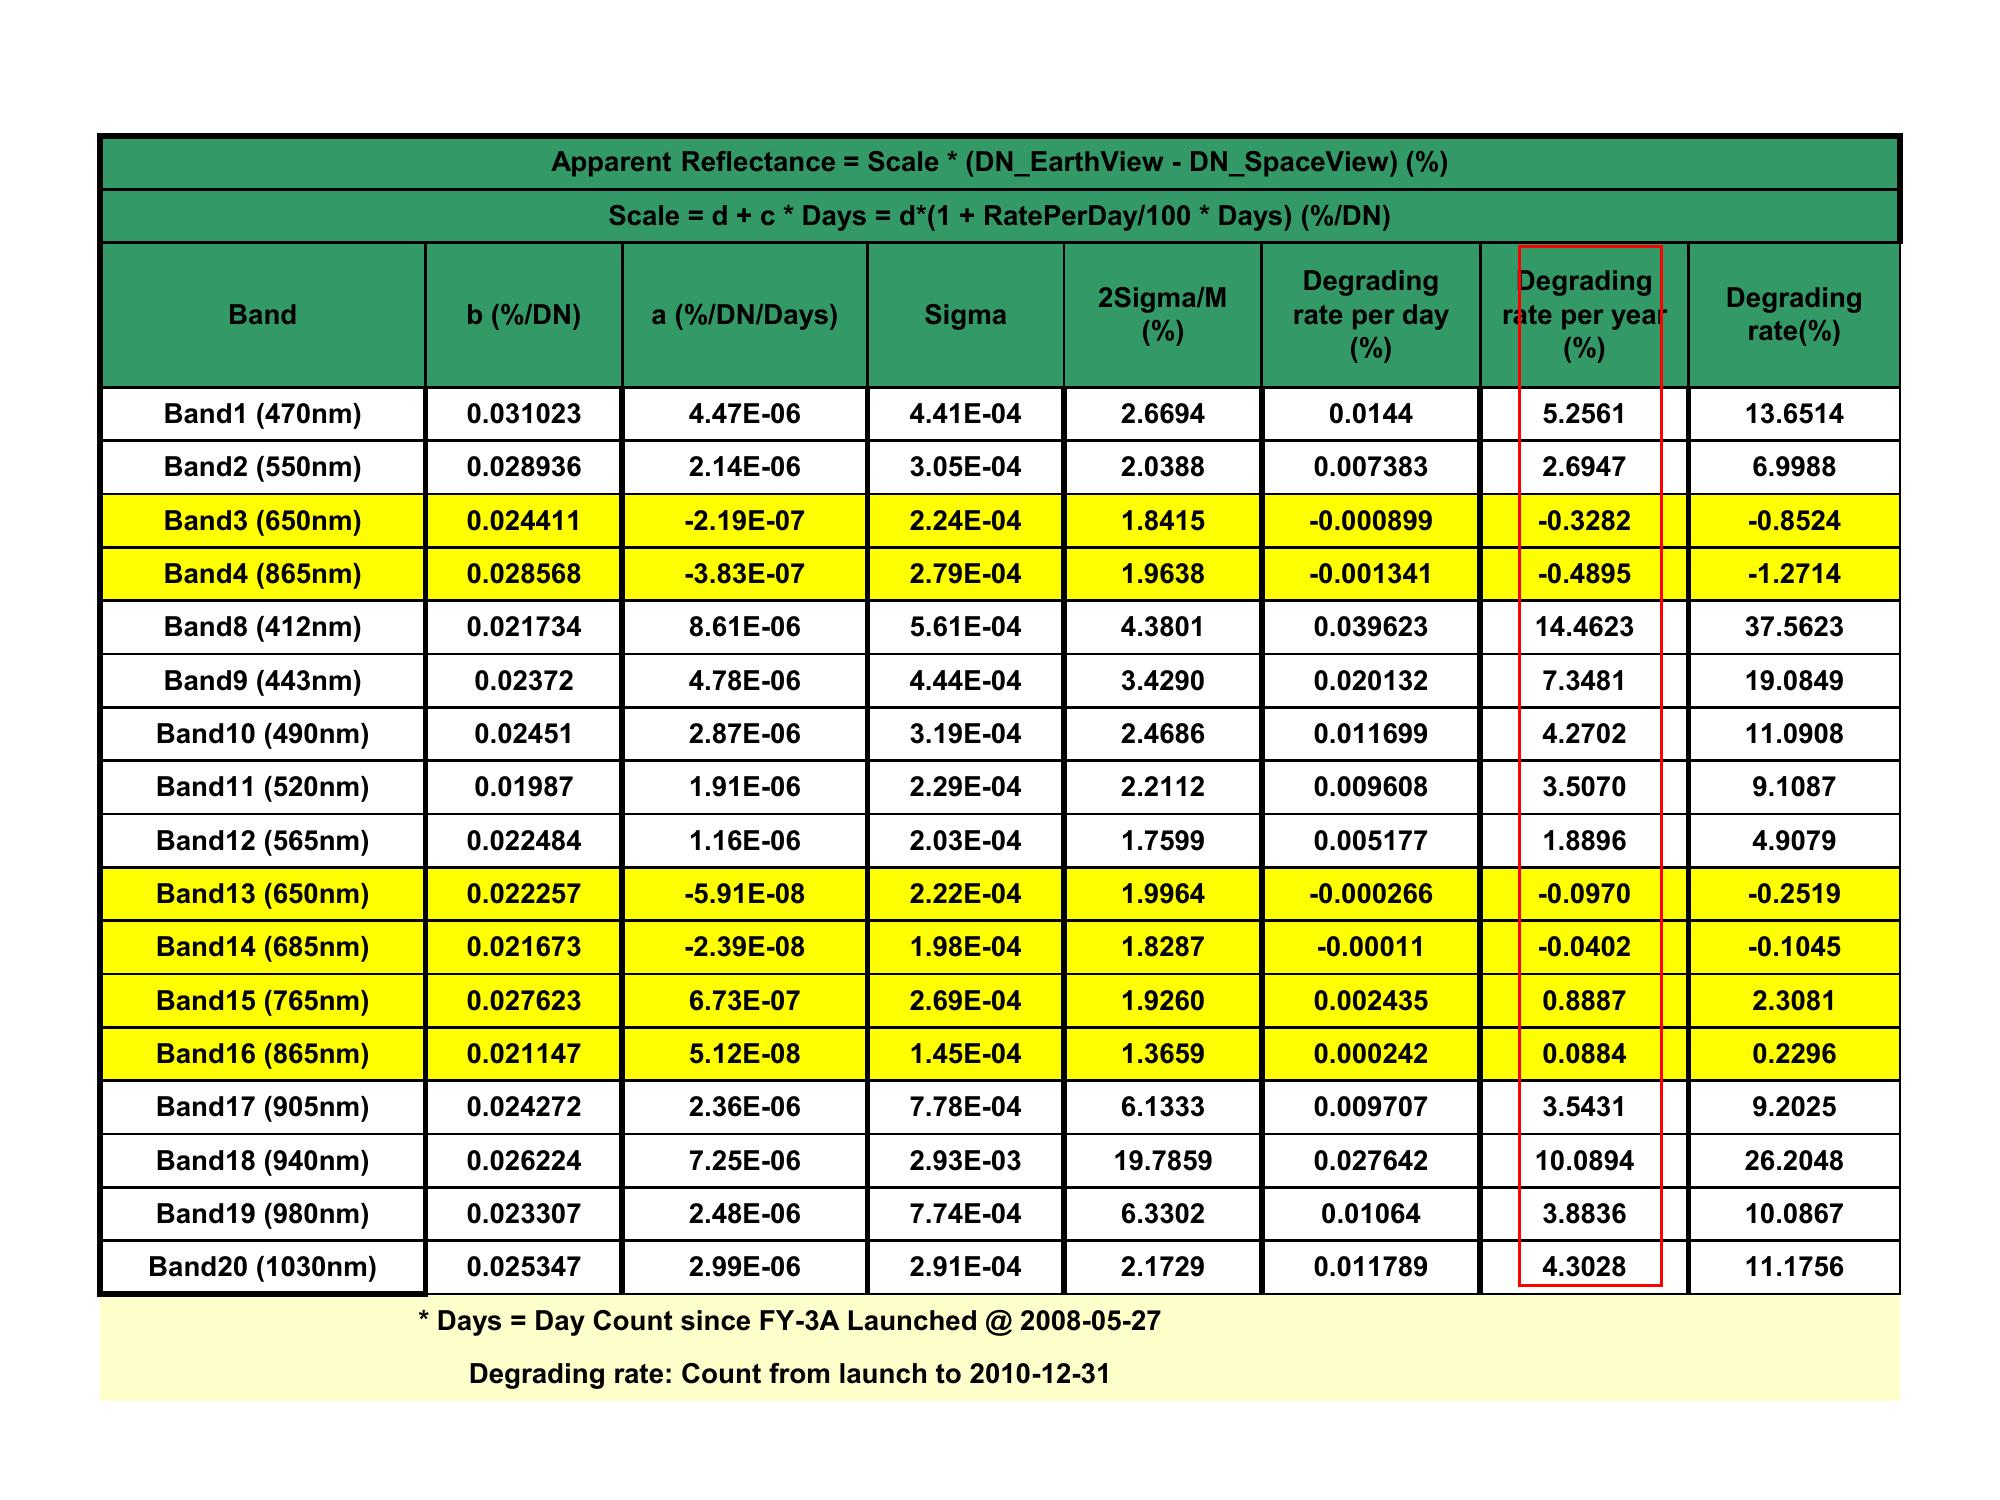 Apparent Reflectance = Scale * (DN_EarthView - DN_SpaceView) (%)
Scale = d + c * Days = d*(1 + RatePerDay/100 * Days) (%/DN)
Band b (%/DN) a (%/DN/Days) Sigma 2Sigma/M (%) Degrading rate per day (%) Degrading rate per year (%) Degrading rate(%)
Band1 (470nm) 0.031023 4.47E-06 4.41E-04 2.6694 0.0144 5.2561 13.6514
Band2 (550nm) 0.028936 2.14E-06 3.05E-04 2.0388 0.007383 2.6947 6.9988
Band3 (650nm) 0.024411 -2.19E-07 2.24E-04 1.8415 -0.000899 -0.3282 -0.8524
Band4 (865nm) 0.028568 -3.83E-07 2.79E-04 1.9638 -0.001341 -0.4895 -1.2714
Band8 (412nm) 0.021734 8.61E-06 5.61E-04 4.3801 0.039623 14.4623 37.5623
Band9 (443nm) 0.02372 4.78E-06 4.44E-04 3.4290 0.020132 7.3481 19.0849
Band10 (490nm) 0.02451 2.87E-06 3.19E-04 2.4686 0.011699 4.2702 11.0908
Band11 (520nm) 0.01987 1.91E-06 2.29E-04 2.2112 0.009608 3.5070 9.1087
Band12 (565nm) 0.022484 1.16E-06 2.03E-04 1.7599 0.005177 1.8896 4.9079
Band13 (650nm) 0.022257 -5.91E-08 2.22E-04 1.9964 -0.000266 -0.0970 -0.2519
Band14 (685nm) 0.021673 -2.39E-08 1.98E-04 1.8287 -0.00011 -0.0402 -0.1045
Band15 (765nm) 0.027623 6.73E-07 2.69E-04 1.9260 0.002435 0.8887 2.3081
Band16 (865nm) 0.021147 5.12E-08 1.45E-04 1.3659 0.000242 0.0884 0.2296
Band17 (905nm) 0.024272 2.36E-06 7.78E-04 6.1333 0.009707 3.5431 9.2025
Band18 (940nm) 0.026224 7.25E-06 2.93E-03 19.7859 0.027642 10.0894 26.2048
Band19 (980nm) 0.023307 2.48E-06 7.74E-04 6.3302 0.01064 3.8836 10.0867
Band20 (1030nm) 0.025347 2.99E-06 2.91E-04 2.1729 0.011789 4.3028 11.1756
* Days = Day Count since FY-3A Launched @ 2008-05-27
Degrading rate: Count from launch to 2010-12-31